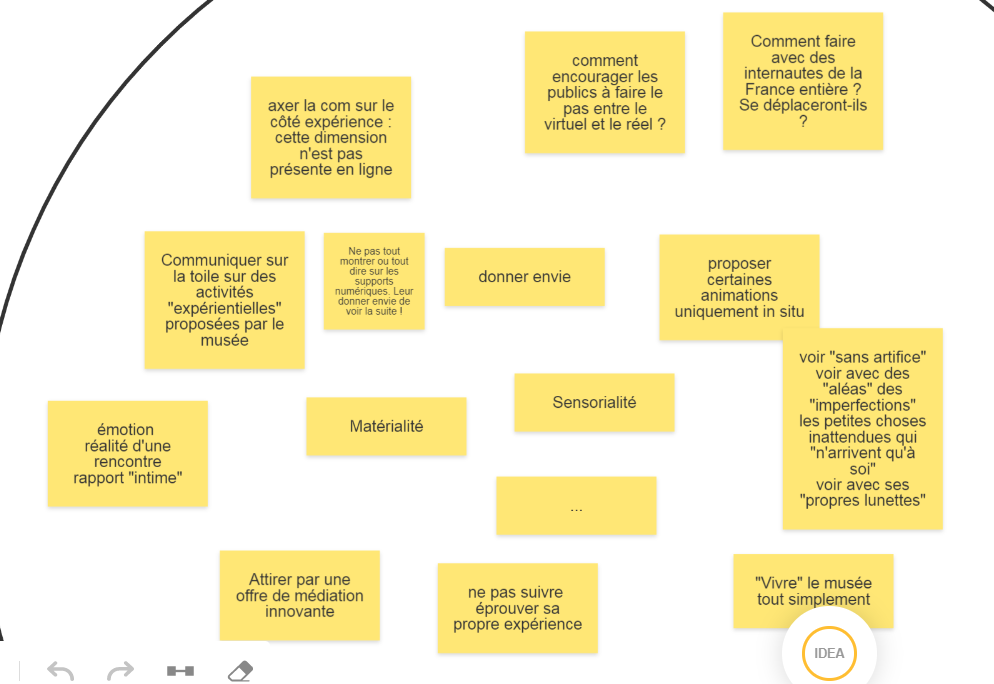 comment
encourager les
publics à faire le
pas entre le
virtuel et le réel ?
Comment faire
avec des
internautes de la
France entière ?
Se déplaceront-ils
?
axer la com sur le
côté expérience :
cette dimension
n'est pas
présente en ligne
Communiquer sur
la toile sur des
activités
"expérientielles"
proposées par le
musée
Ne pas tout
montrer ou tout
dire sur les
supports
numériques. Leur
donner envie de
voir la suite !
donner envie
proposer
certaines
animations
uniquement in situ
voir "sans artifice"
voir avec des
"aléas" des
"imperfections"
les petites choses
inattendues qui
"n'arrivent qu'à
soi"
voir avec ses
"propres lunettes"
émotion
réalité d'une
rencontre
rapport "intime"
Matérialité
Sensorialité
...
Attirer par une
offre de médiation
innovante
ne pas suivre
éprouver sa
propre expérience
"Vivre" le musée
tout simplement
IDEA